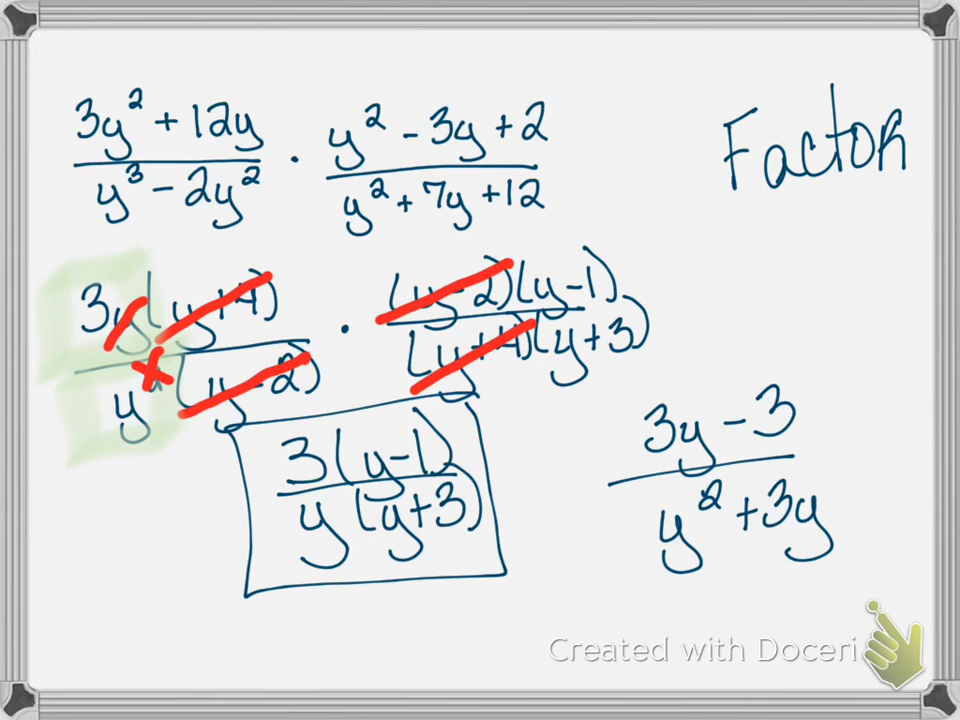 3y² + 12y / y³ - 2y² · y² - 3y + 2 / y² + 7y + 12
Factor
3y(y+4) / y²(y-2) · (y-2)(y-1) / (y+4)(y+3)
3(y-1) / y(y+3)
3y - 3 / y² + 3y
Created with Doceri